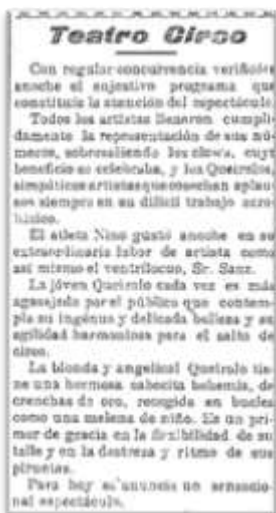 Teatro Circo
Con regular concurrencia verificóse
anoche el sujestivo programa que
constituía la atención del espectáculo.
Todos los artistas llenaron cumpli-
damente la representación de sus nú-
meros, sobresaliendo los clows, cuyo
beneficio se celebraba, y los Queirolos,
simpáticos artistas que cosechan aplau
sos siempre en su difícil trabajo acro-
bático.
El atleta Nino gustó anoche en su
extraordinaria labor de artista como
así mismo el ventrílocuo, Sr. Sanz.
La jóven Queirolo cada vez es más
agasajada por el público que contem-
pla su ingénua y delicada belleza y su
agilidad harmoniosa para el salto de
circo.
La blonda y angelical Queirolo tie-
ne una hermosa cabecita bohemia, de
crenchas de oro, recogida en bucles
como una melena de niño. Es un pri-
mor de gracia en la flexibilidad de su
talle y en la destreza y ritmo de sus
piruetas.
Para hoy se anuncia un sensacio-
nal espectáculo.